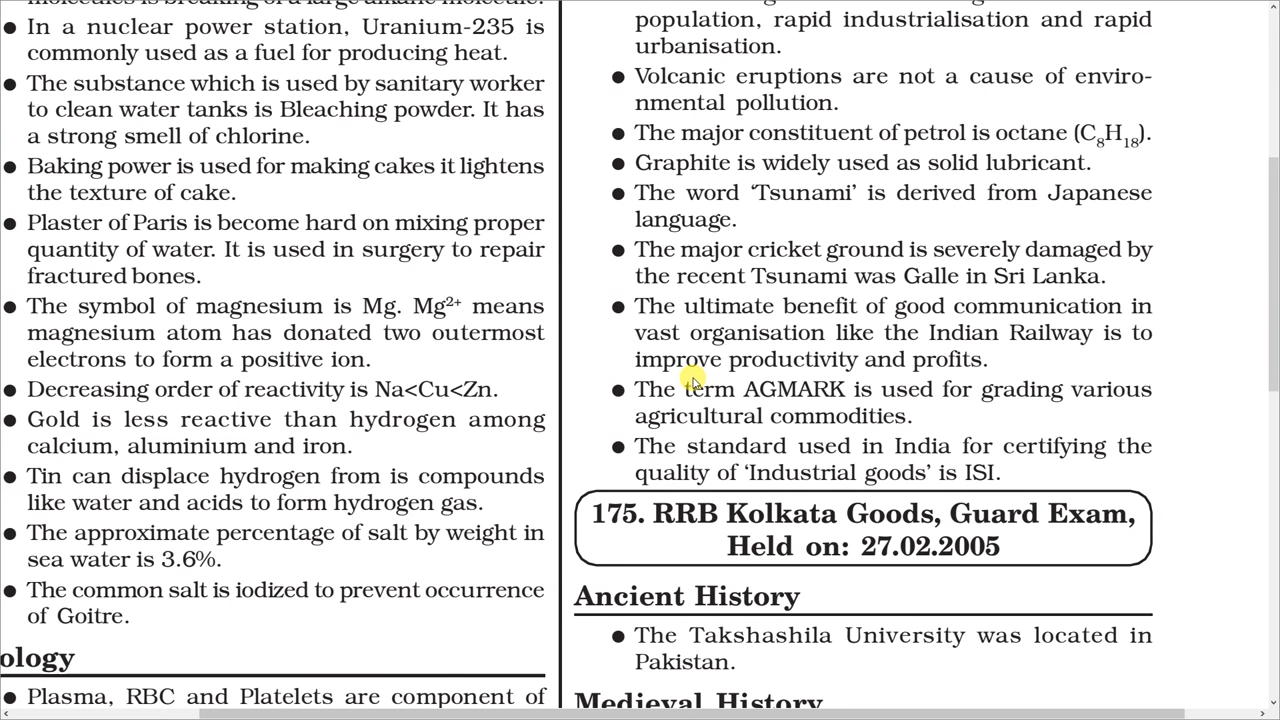 molecules is breaking of a large alkane molecule.
● In a nuclear power station, Uranium-235 is
commonly used as a fuel for producing heat.
● The substance which is used by sanitary worker
to clean water tanks is Bleaching powder. It has
a strong smell of chlorine.
● Baking power is used for making cakes it lightens
the texture of cake.
● Plaster of Paris is become hard on mixing proper
quantity of water. It is used in surgery to repair
fractured bones.
● The symbol of magnesium is Mg. Mg²⁺ means
magnesium atom has donated two outermost
electrons to form a positive ion.
● Decreasing order of reactivity is Na<Cu<Zn.
● Gold is less reactive than hydrogen among
calcium, aluminium and iron.
● Tin can displace hydrogen from is compounds
like water and acids to form hydrogen gas.
● The approximate percentage of salt by weight in
sea water is 3.6%.
● The common salt is iodized to prevent occurrence
of Goitre.
ology
● Plasma, RBC and Platelets are component of
population, rapid industrialisation and rapid
urbanisation.
● Volcanic eruptions are not a cause of enviro-
nmental pollution.
● The major constituent of petrol is octane (C₈H₁₈).
● Graphite is widely used as solid lubricant.
● The word ‘Tsunami’ is derived from Japanese
language.
● The major cricket ground is severely damaged by
the recent Tsunami was Galle in Sri Lanka.
● The ultimate benefit of good communication in
vast organisation like the Indian Railway is to
improve productivity and profits.
● The term AGMARK is used for grading various
agricultural commodities.
● The standard used in India for certifying the
quality of ‘Industrial goods’ is ISI.
175. RRB Kolkata Goods, Guard Exam,
Held on: 27.02.2005
Ancient History
● The Takshashila University was located in
Pakistan.
Medieval History